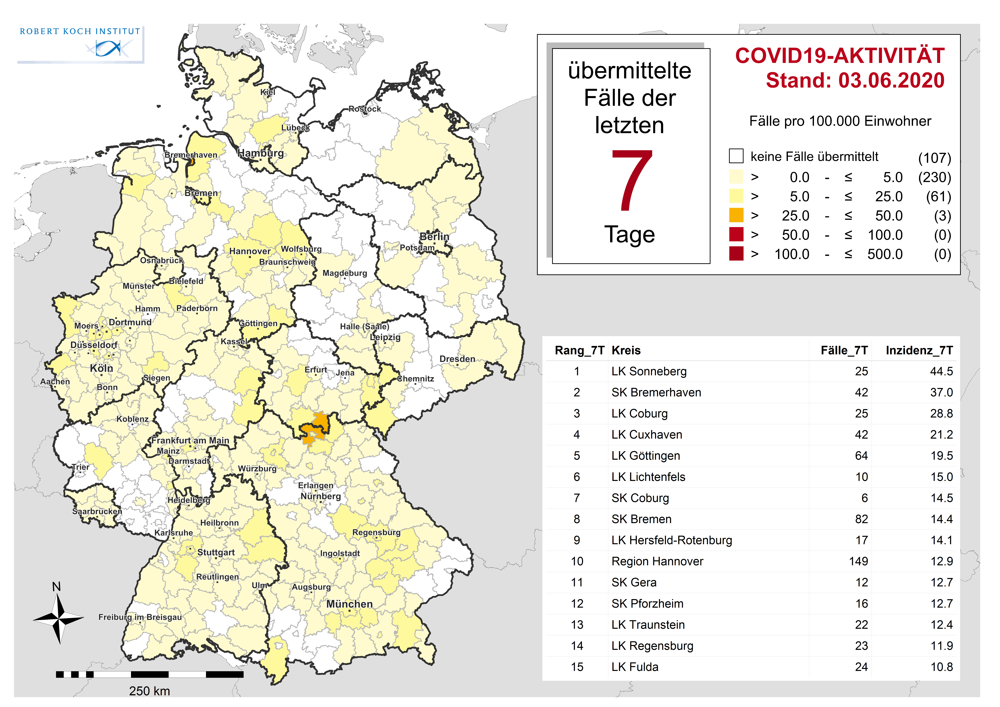 ROBERT KOCH INSTITUT
übermittelte
Fälle der
letzten
7
Tage
COVID19-AKTIVITÄT
Stand: 03.06.2020
Fälle pro 100.000 Einwohner
keine Fälle übermittelt (107)
> 0.0 - ≤ 5.0 (230)
> 5.0 - ≤ 25.0 (61)
> 25.0 - ≤ 50.0 (3)
> 50.0 - ≤ 100.0 (0)
> 100.0 - ≤ 500.0 (0)
Kiel
Rostock
Lübeck
Hamburg
Bremerhaven
Bremen
Berlin
Potsdam
Hannover
Wolfsburg
Braunschweig
Osnabrück
Magdeburg
Bielefeld
Münster
Hamm
Paderborn
Moers
Dortmund
Göttingen
Halle (Saale)
Leipzig
Kassel
Düsseldorf
Dresden
Köln
Erfurt
Jena
Siegen
Chemnitz
Aachen
Bonn
Koblenz
Frankfurt am Main
Mainz
Darmstadt
Trier
Würzburg
Erlangen
Nürnberg
Heidelberg
Saarbrücken
Heilbronn
Karlsruhe
Regensburg
Stuttgart
Ingolstadt
Reutlingen
Ulm
Augsburg
München
Freiburg im Breisgau
N
250 km
Rang_7T Kreis Fälle_7T Inzidenz_7T
1 LK Sonneberg 25 44.5
2 SK Bremerhaven 42 37.0
3 LK Coburg 25 28.8
4 LK Cuxhaven 42 21.2
5 LK Göttingen 64 19.5
6 LK Lichtenfels 10 15.0
7 SK Coburg 6 14.5
8 SK Bremen 82 14.4
9 LK Hersfeld-Rotenburg 17 14.1
10 Region Hannover 149 12.9
11 SK Gera 12 12.7
12 SK Pforzheim 16 12.7
13 LK Traunstein 22 12.4
14 LK Regensburg 23 11.9
15 LK Fulda 24 10.8